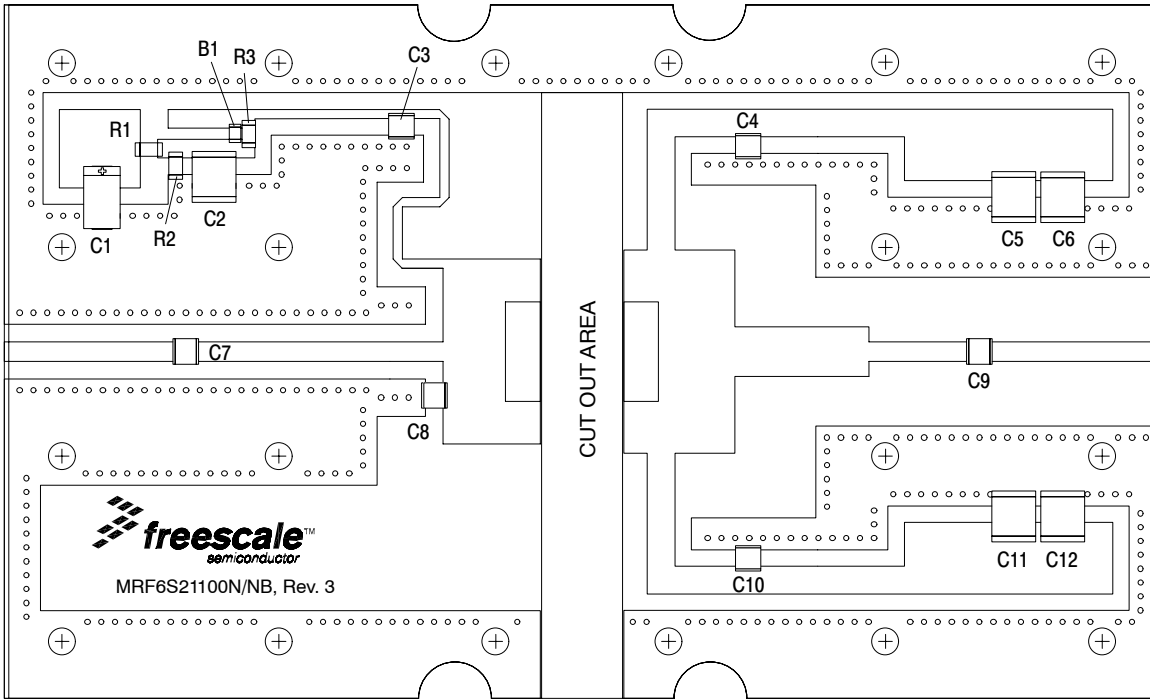 B1
R3
C3
R1
C4
C1
R2
C2
C5
C6
CUT OUT AREA
C7
C9
C8
freescale™
semiconductor
MRF6S21100N/NB, Rev. 3
C10
C11
C12